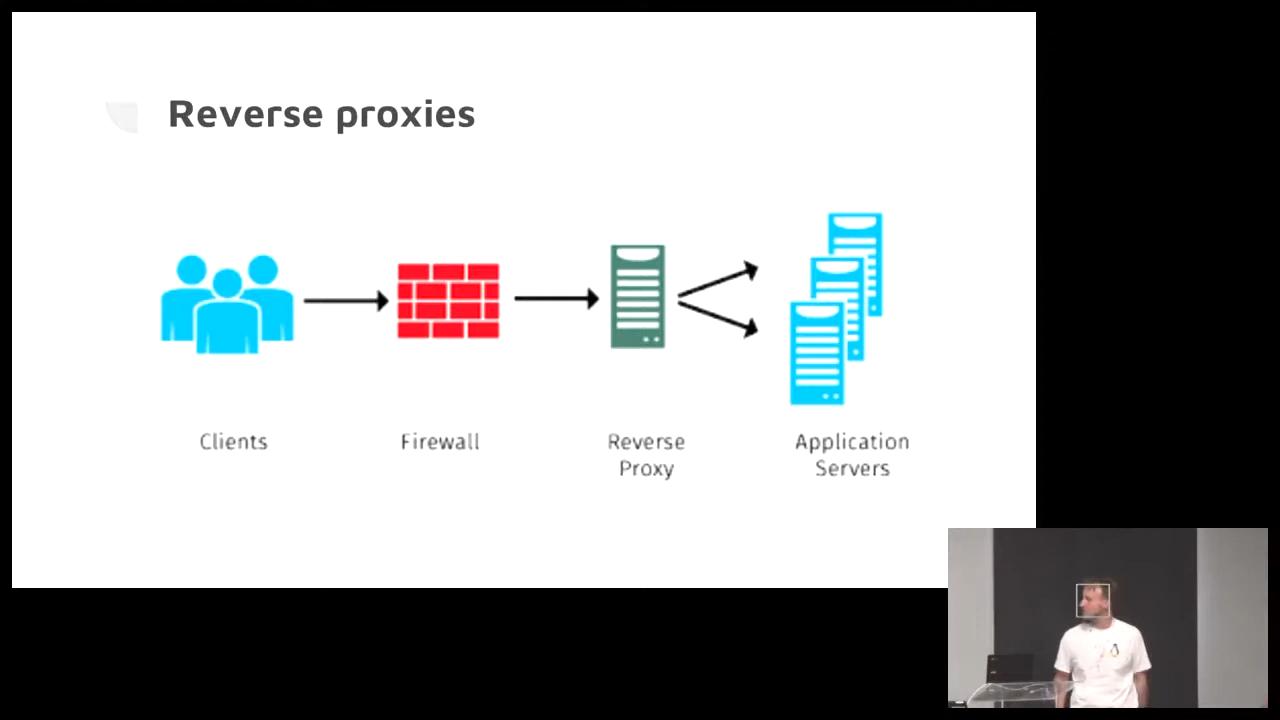 Reverse proxies
Clients
Firewall
Reverse
Proxy
Application
Servers